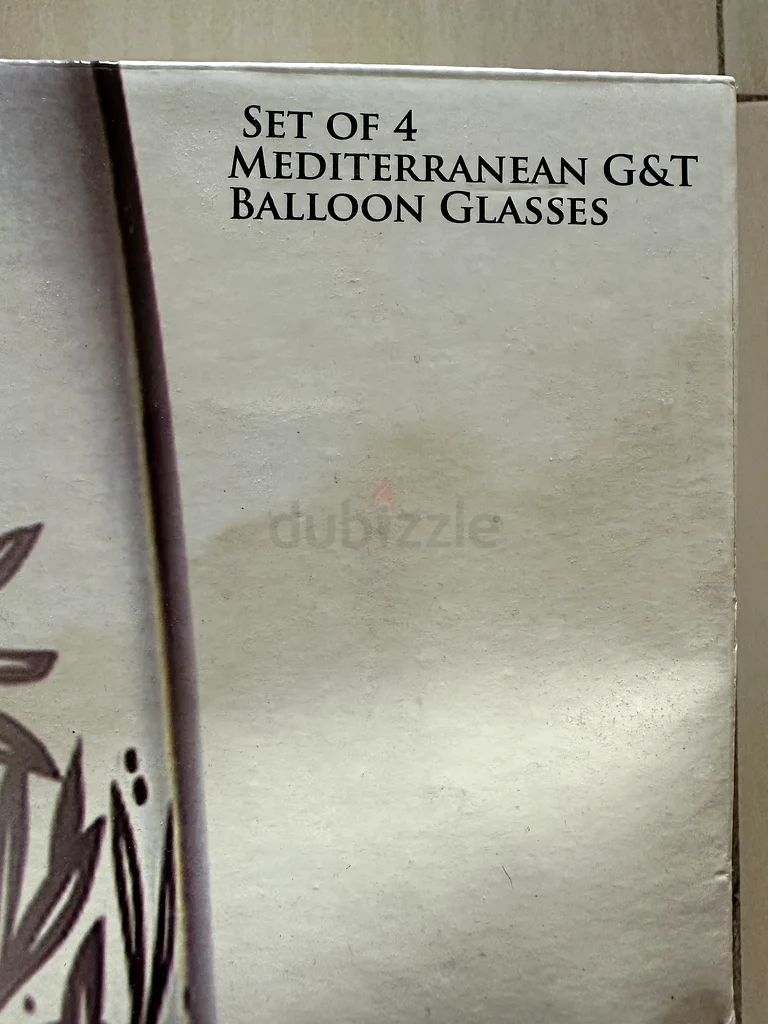 SET OF 4
MEDITERRANEAN G&T
BALLOON GLASSES
dubizzle